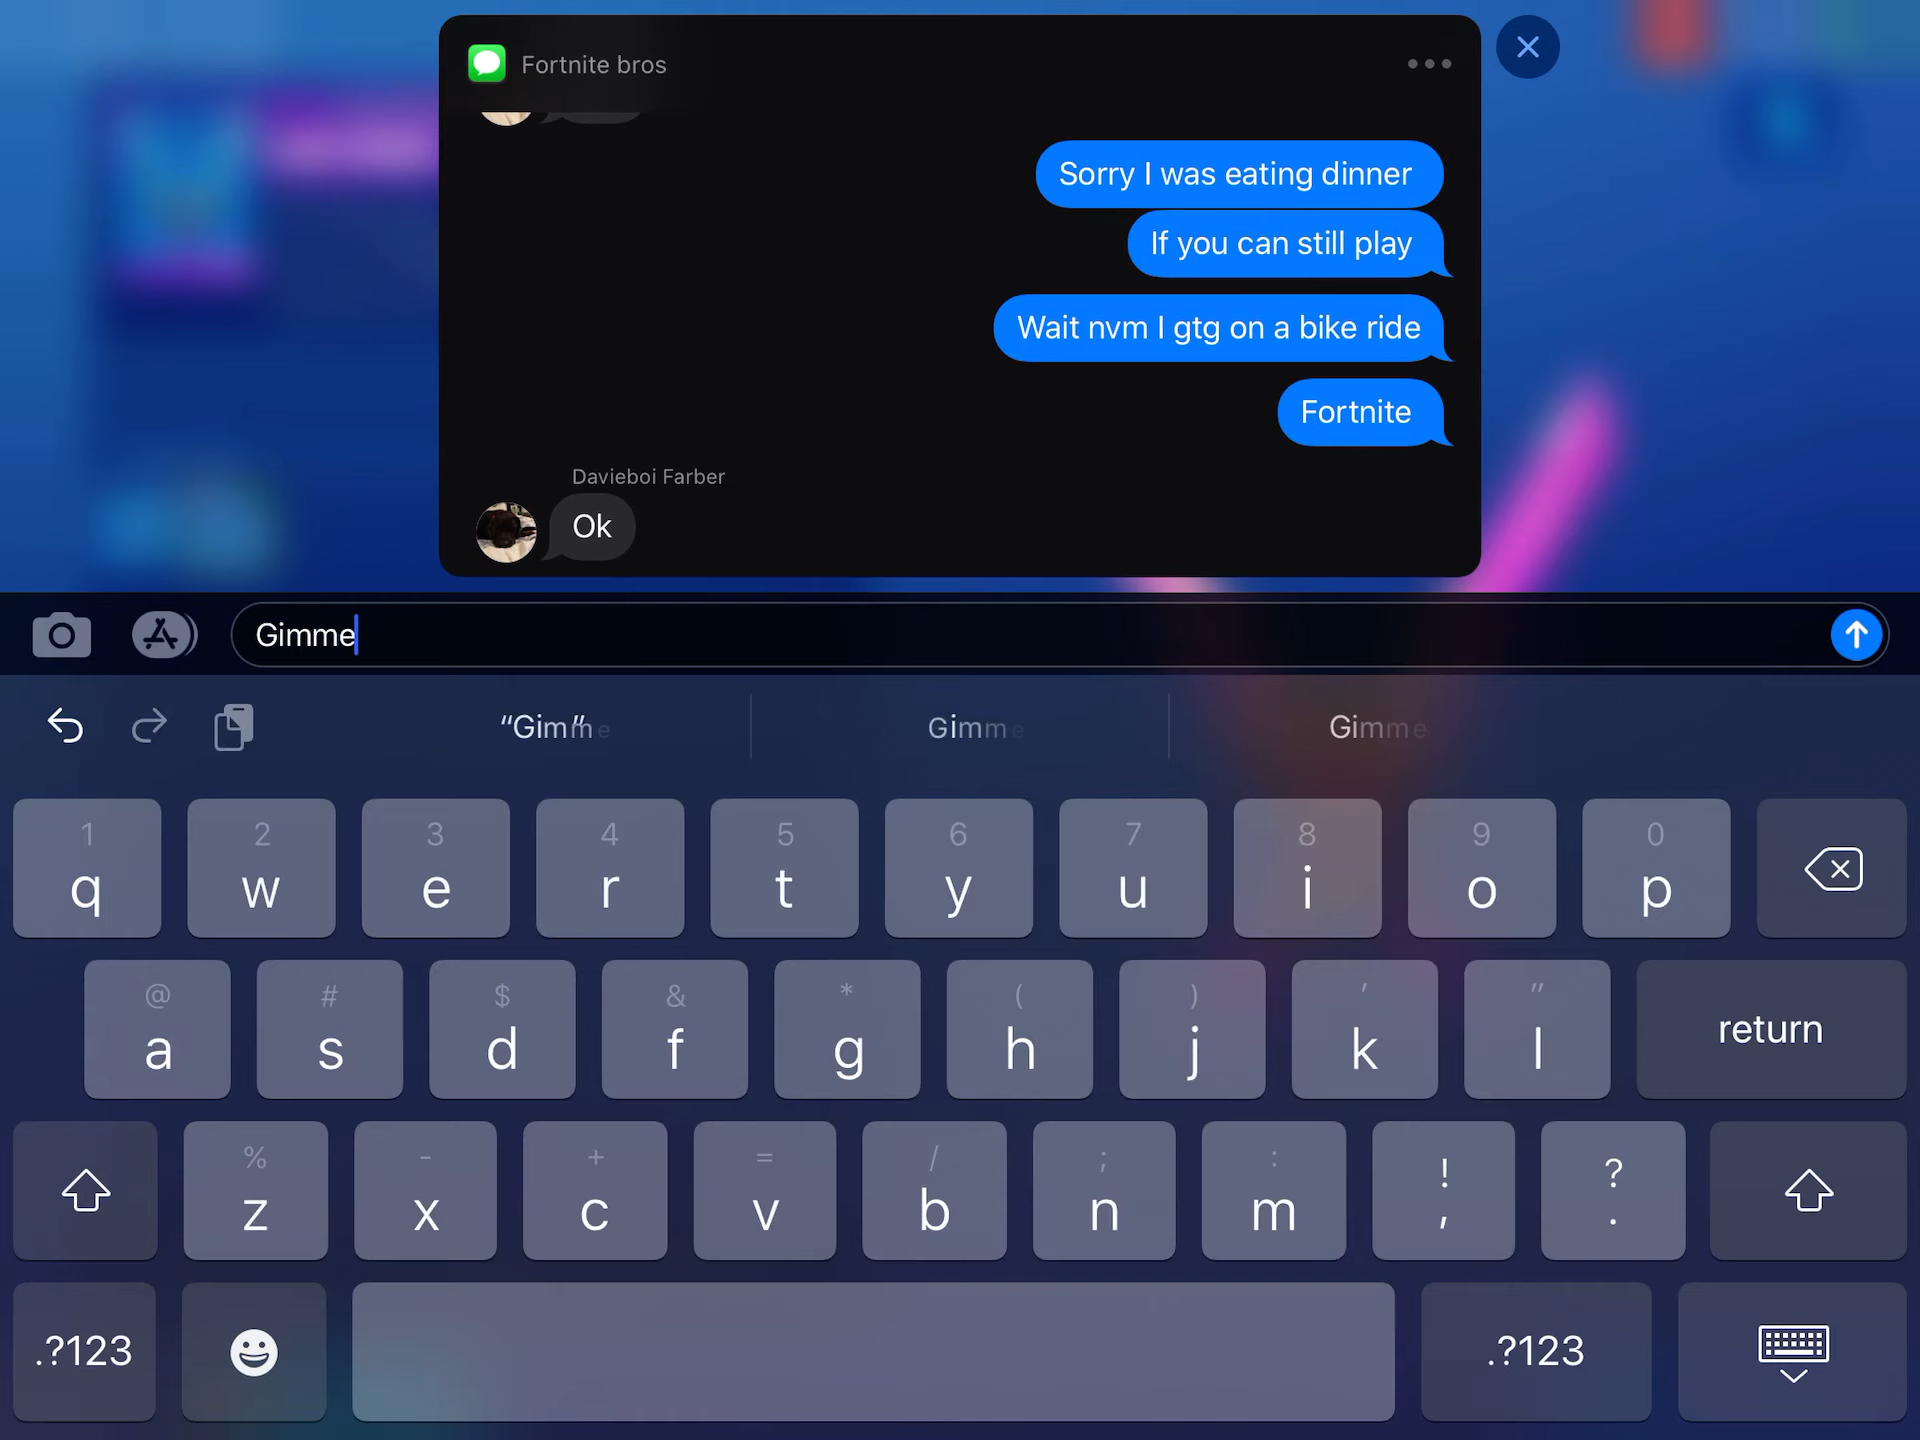 Fortnite bros
Sorry I was eating dinner
If you can still play
Wait nvm I gtg on a bike ride
Fortnite
Davieboi Farber
Ok
Gimme
“Gimme” Gimme Gimme
1 2 3 4 5 6 7 8 9 0
q w e r t y u i o p
@ # $ & * ( ) ' "
a s d f g h j k l return
% - + = / ; : ! ?
z x c v b n m , .
.?123 .?123